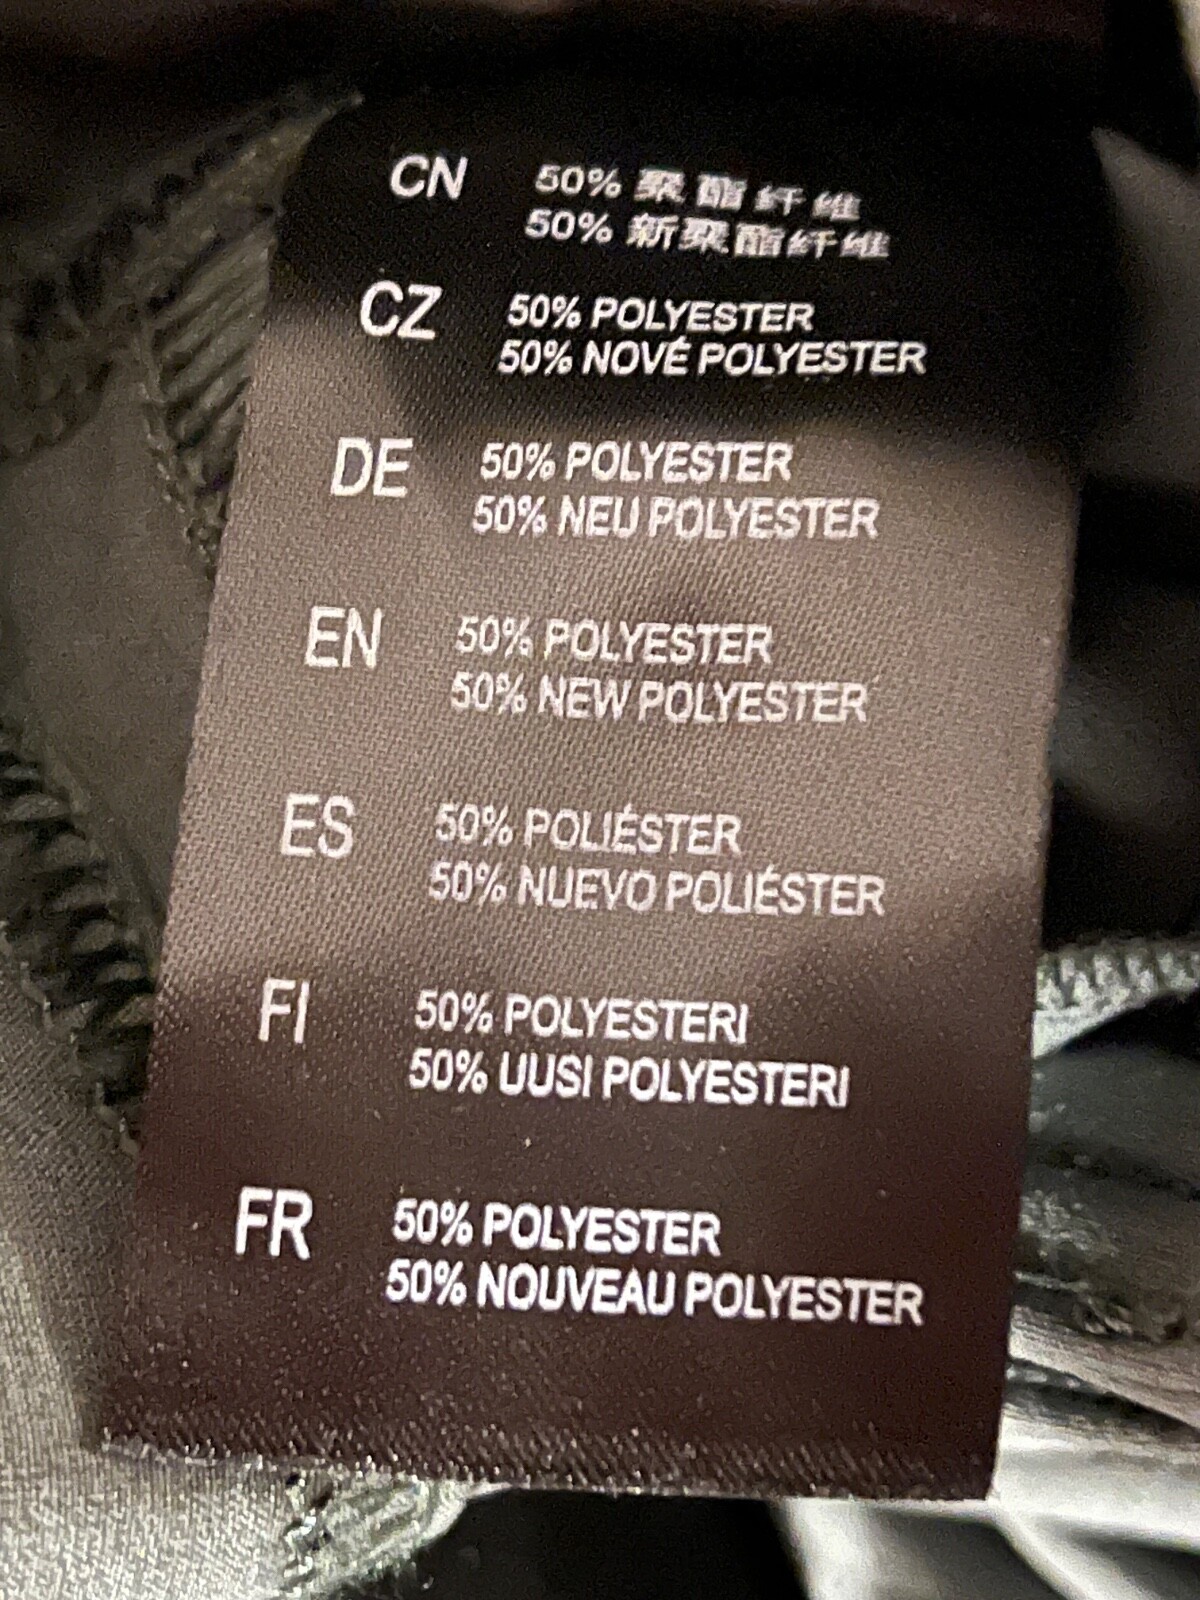 CN 50% 聚酯纤维
50% 新聚酯纤维
CZ 50% POLYESTER
50% NOVÉ POLYESTER
DE 50% POLYESTER
50% NEU POLYESTER
EN 50% POLYESTER
50% NEW POLYESTER
ES 50% POLIÉSTER
50% NUEVO POLIÉSTER
FI 50% POLYESTERI
50% UUSI POLYESTERI
FR 50% POLYESTER
50% NOUVEAU POLYESTER